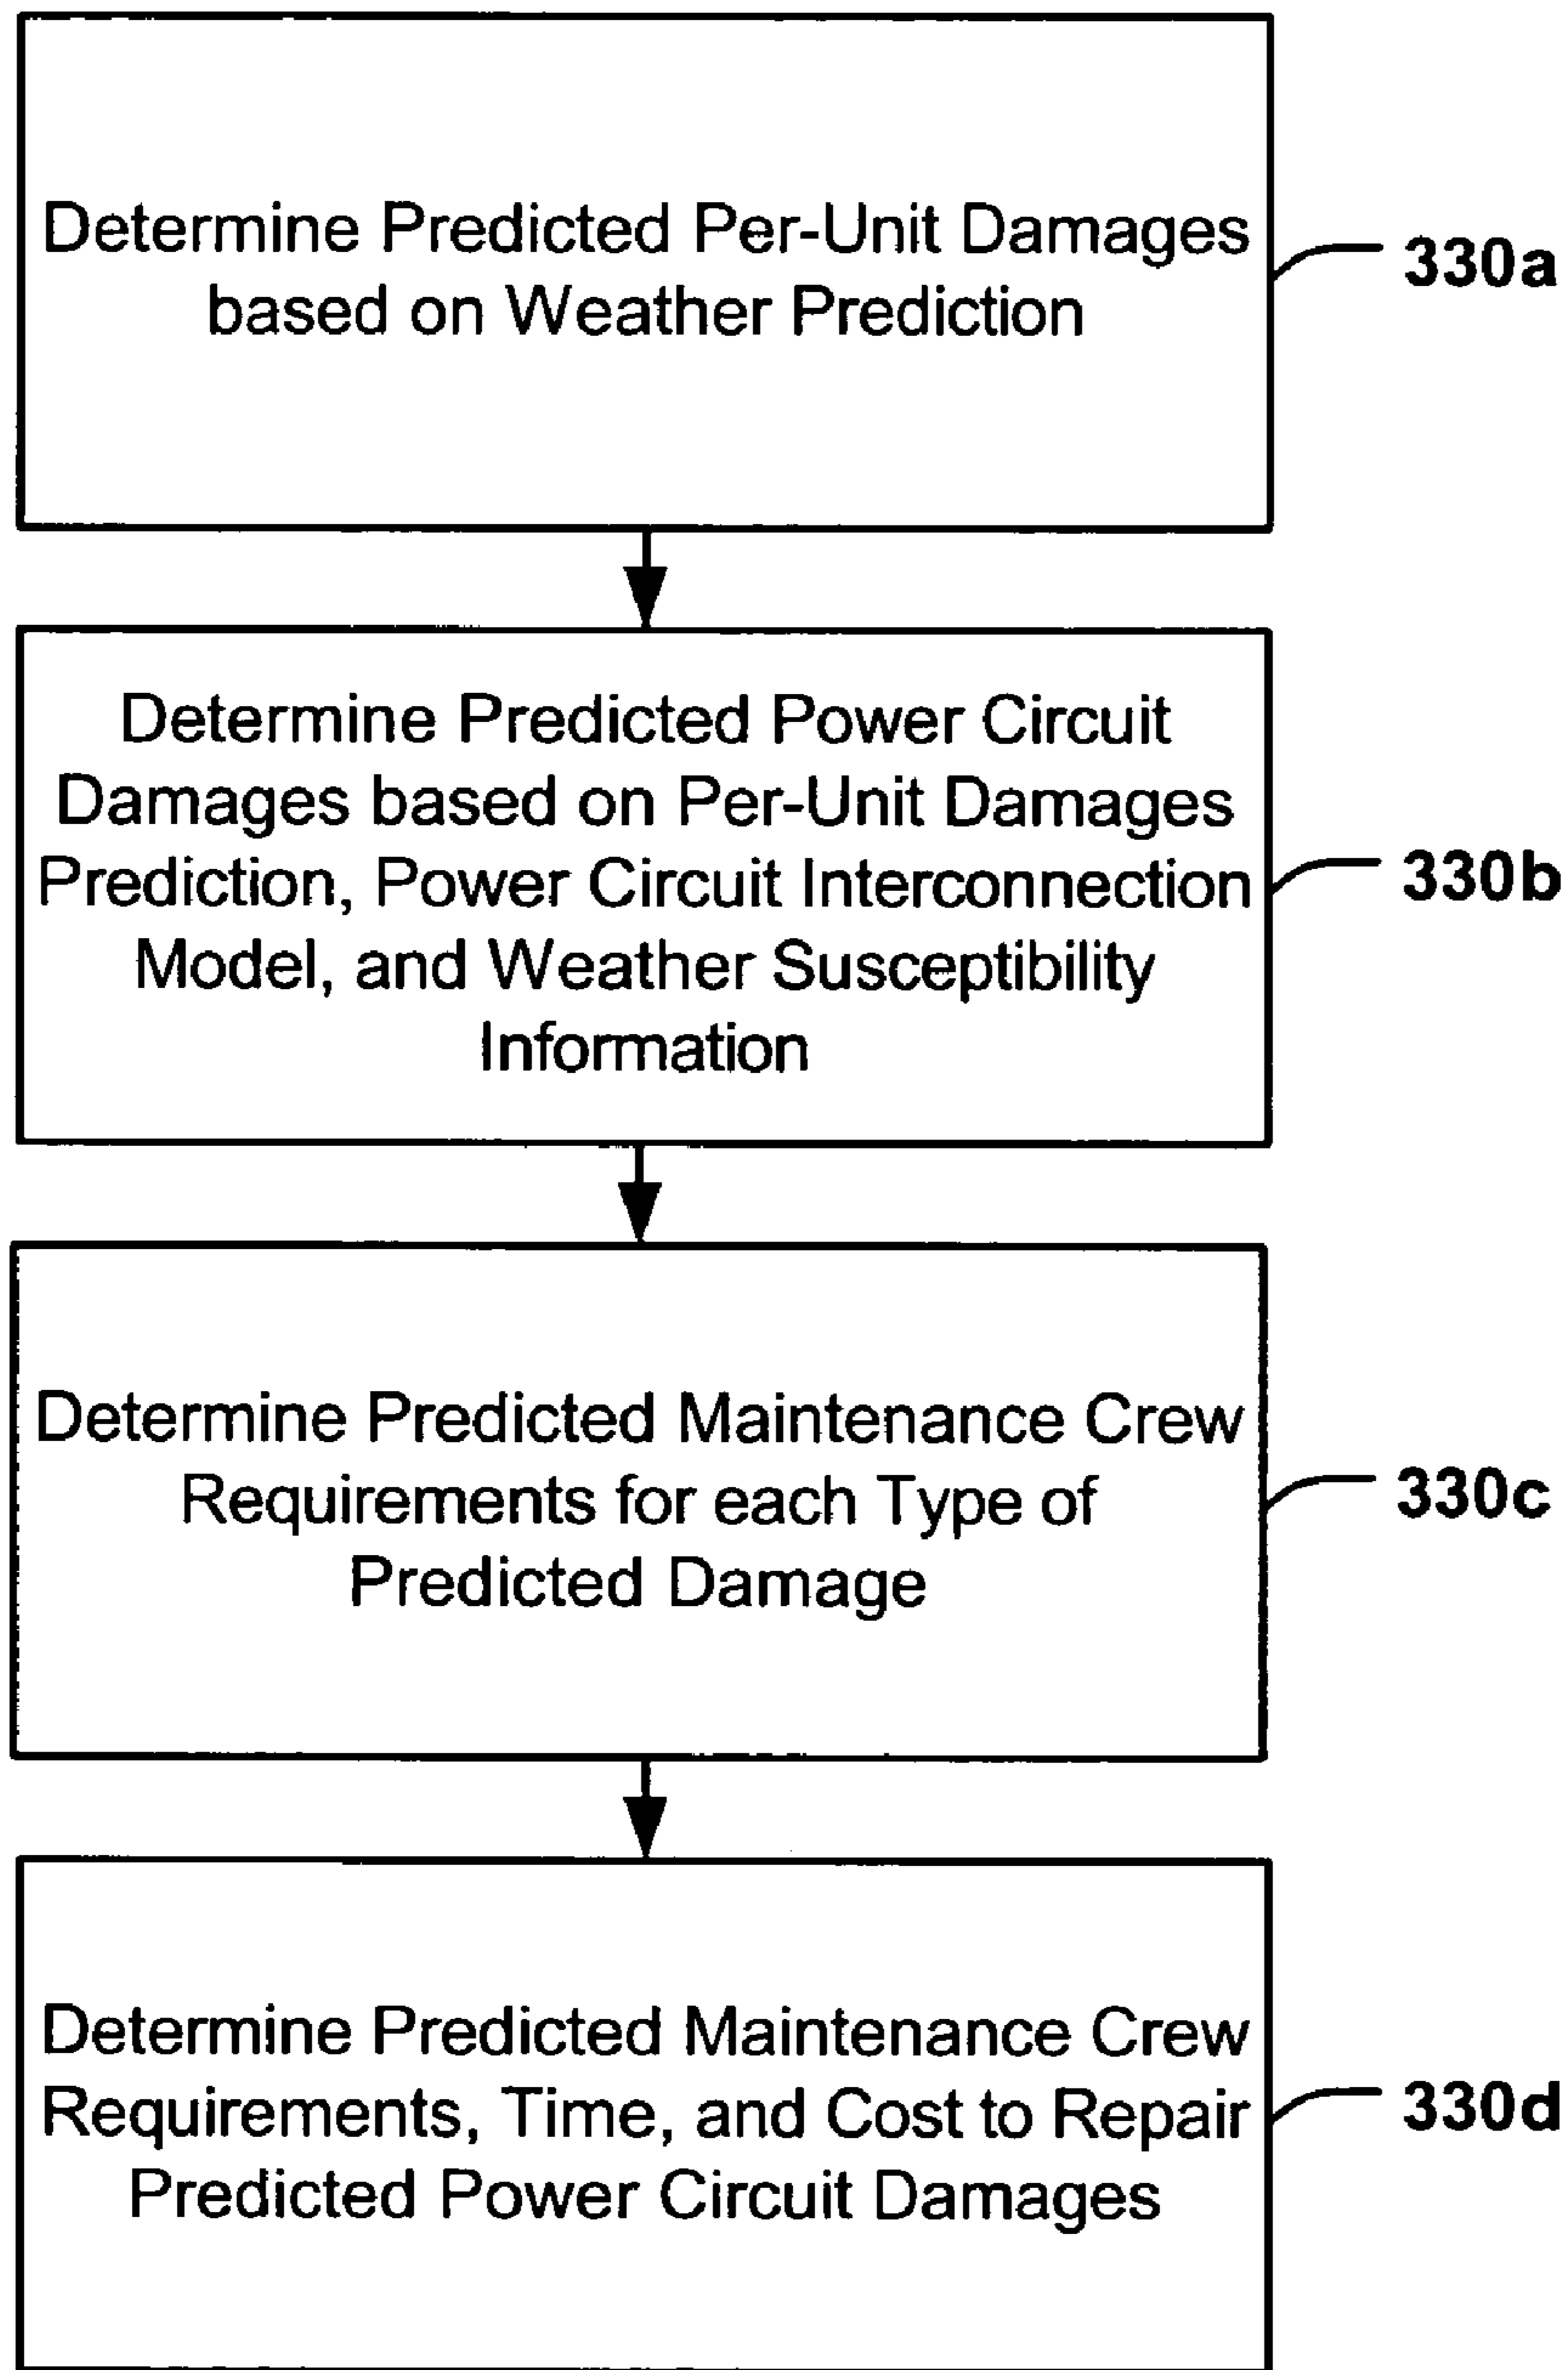 Determine Predicted Per-Unit Damages
based on Weather Prediction
330a
Determine Predicted Power Circuit
Damages based on Per-Unit Damages
Prediction, Power Circuit Interconnection
Model, and Weather Susceptibility
Information
330b
Determine Predicted Maintenance Crew
Requirements for each Type of
Predicted Damage
330c
Determine Predicted Maintenance Crew
Requirements, Time, and Cost to Repair
Predicted Power Circuit Damages
330d